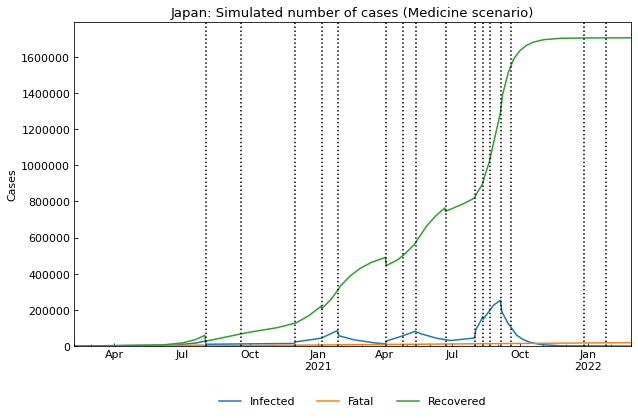 Japan: Simulated number of cases (Medicine scenario)
Cases
1600000
1400000
1200000
1000000
800000
600000
400000
200000
0
Apr Jul Oct Jan Apr Jul Oct Jan
2021 2022
Infected Fatal Recovered